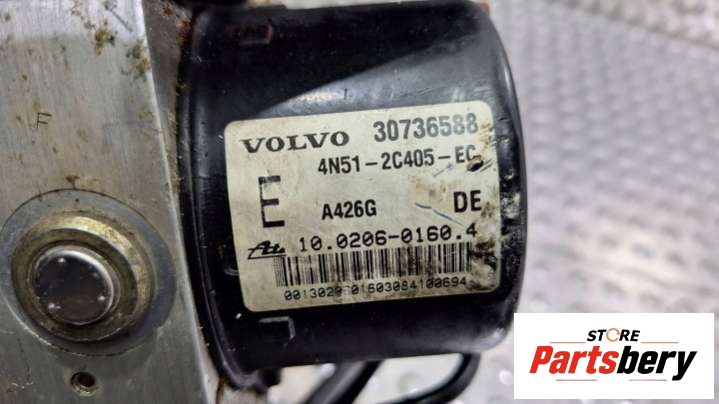 F
VOLVO 30736588
4N51-2C405-EC
E
A426G DE
10.0206-0160.4
STORE
Partsbery